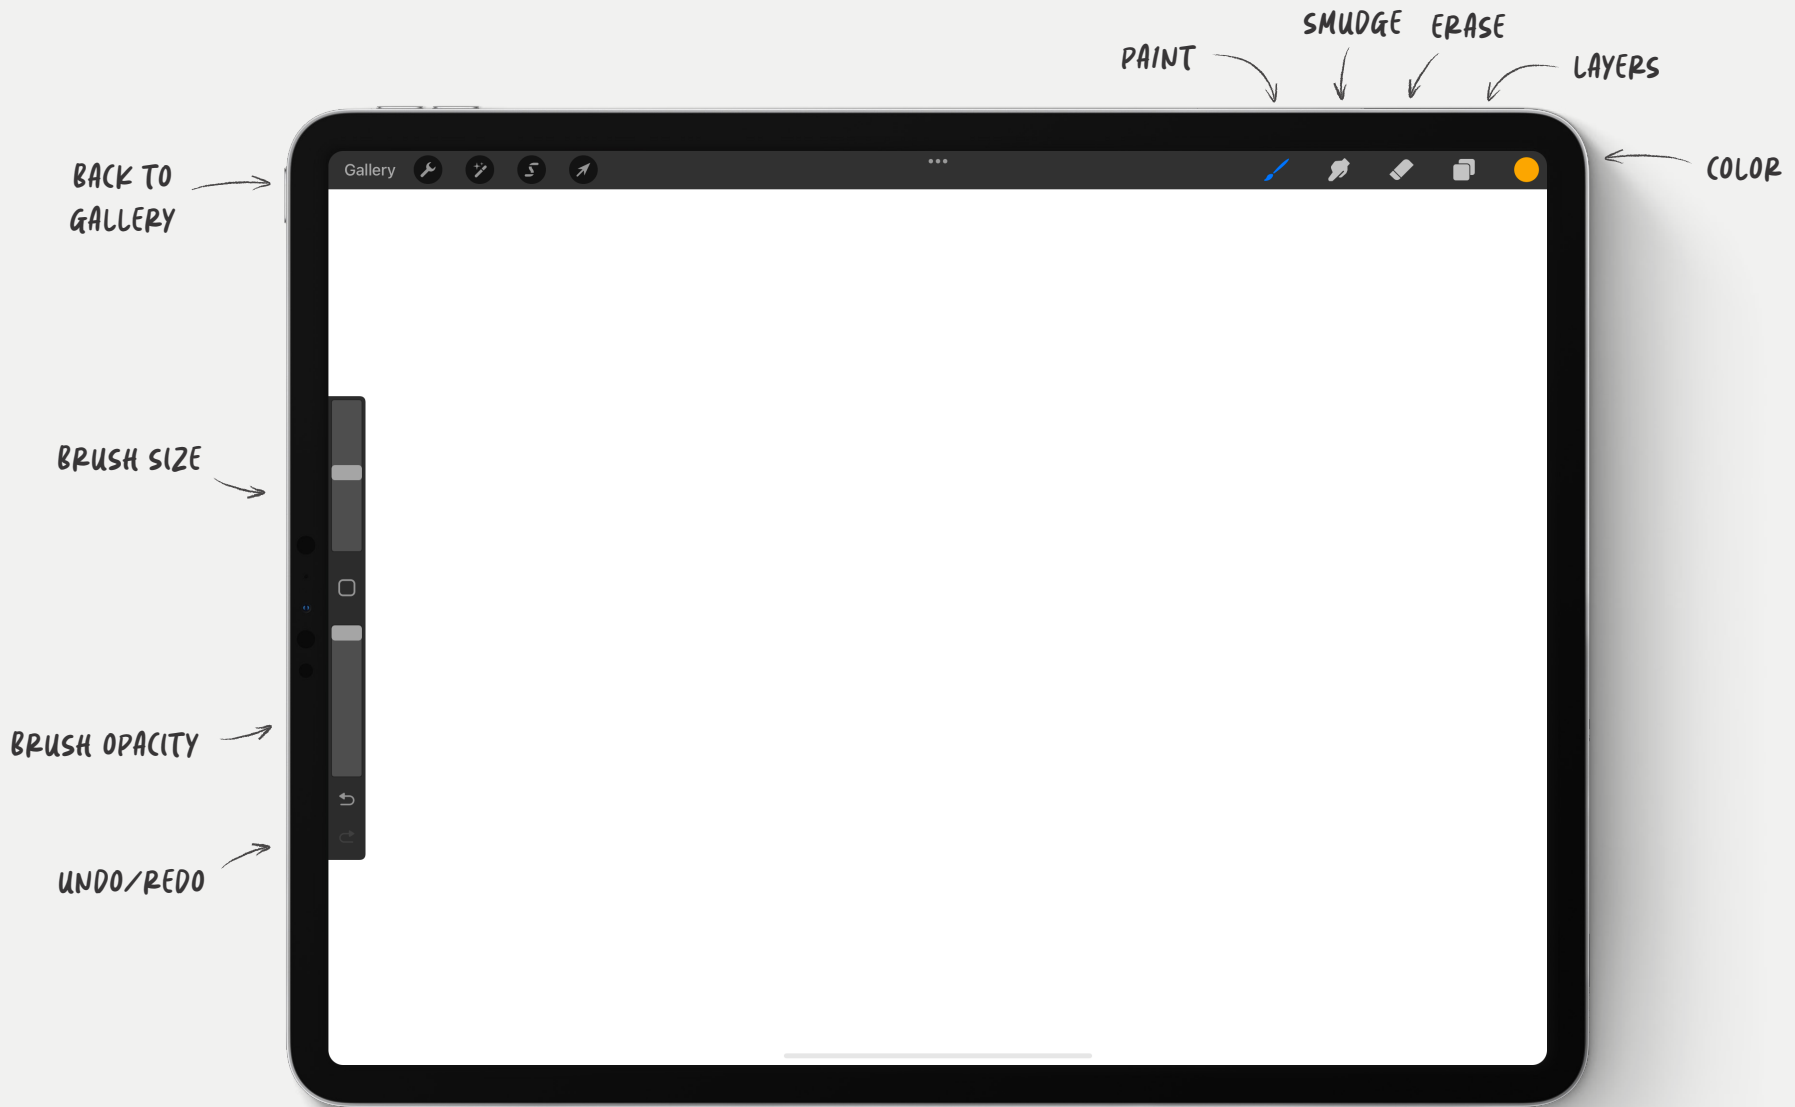 SMUDGE
ERASE
PAINT
LAYERS
BACK TO
GALLERY
Gallery
COLOR
BRUSH SIZE
BRUSH OPACITY
UNDO/REDO